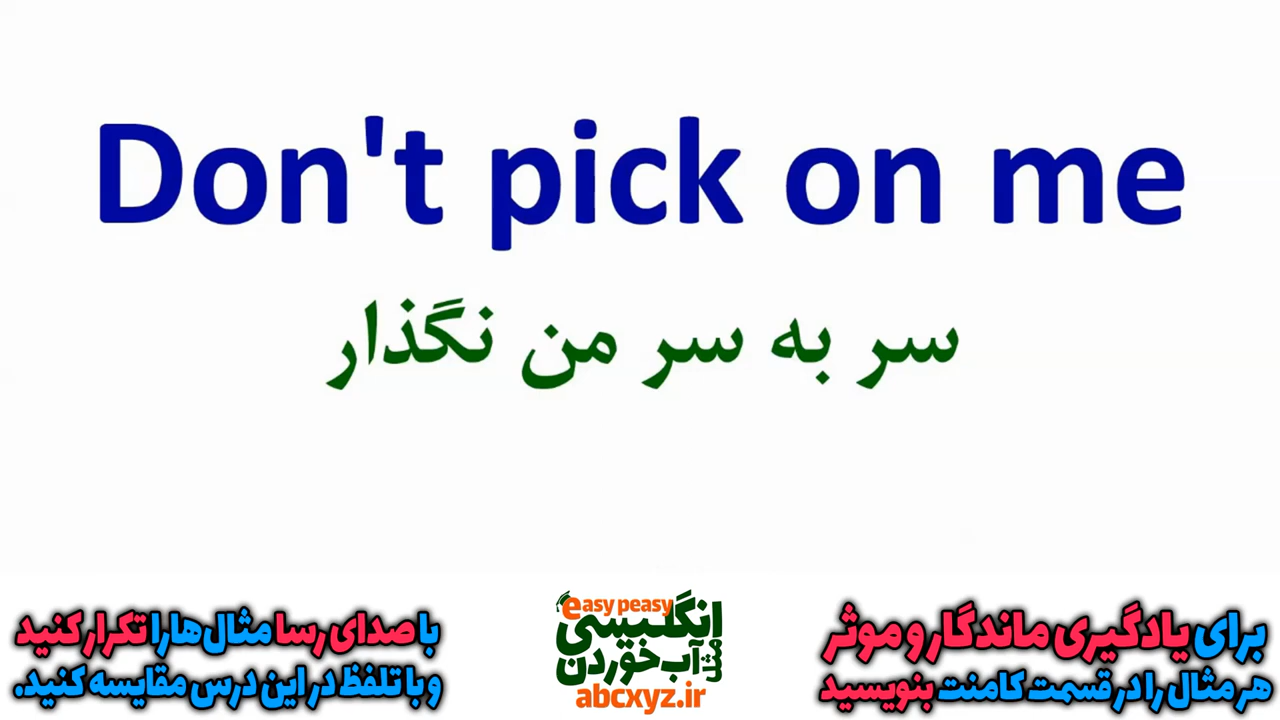 Don't pick on me
سر به سر من نگذار
برای یادگیری ماندگار و موثر
هر مثال را در قسمت کامنت بنویسید
easy peasy
انگلیسی
مثل آب خوردن
abcxyz.ir
با صدای رسا مثال‌ها را تکرار کنید
و با تلفظ در این درس مقایسه کنید.